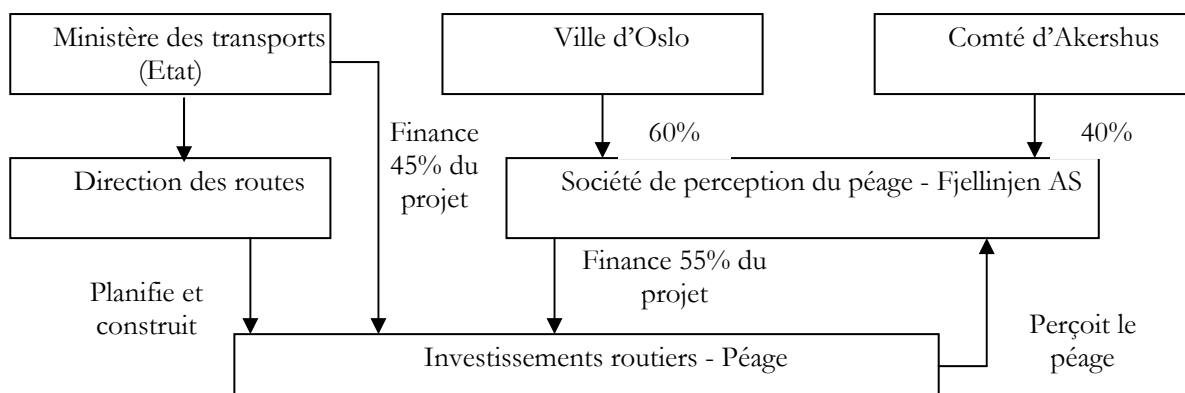 Ministère des transports
(Etat)
Ville d’Oslo
Comté d’Akershus
Finance
45% du
projet
60%
40%
Direction des routes
Société de perception du péage - Fjellinjen AS
Planifie et
construit
Finance 55% du
projet
Perçoit le
péage
Investissements routiers - Péage